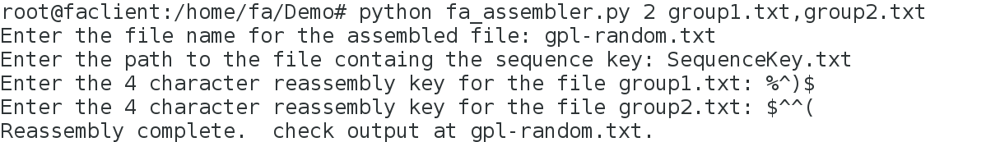 root@faclient:/home/fa/Demo# python fa_assembler.py 2 group1.txt,group2.txt
Enter the file name for the assembled file: gpl-random.txt
Enter the path to the file containg the sequence key: SequenceKey.txt
Enter the 4 character reassembly key for the file group1.txt: %^)$
Enter the 4 character reassembly key for the file group2.txt: $^^(
Reassembly complete.  check output at gpl-random.txt.